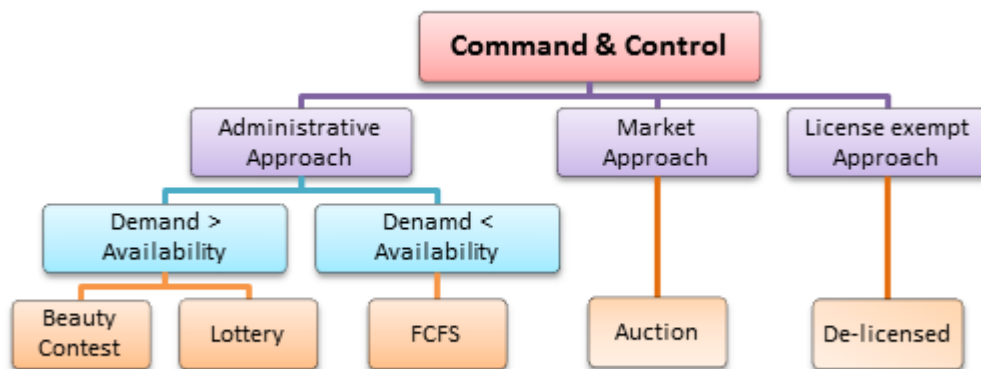 Command & Control
Administrative
Approach
Market
Approach
License exempt
Approach
Demand >
Availability
Denamd <
Availability
Beauty
Contest
Lottery
FCFS
Auction
De-licensed